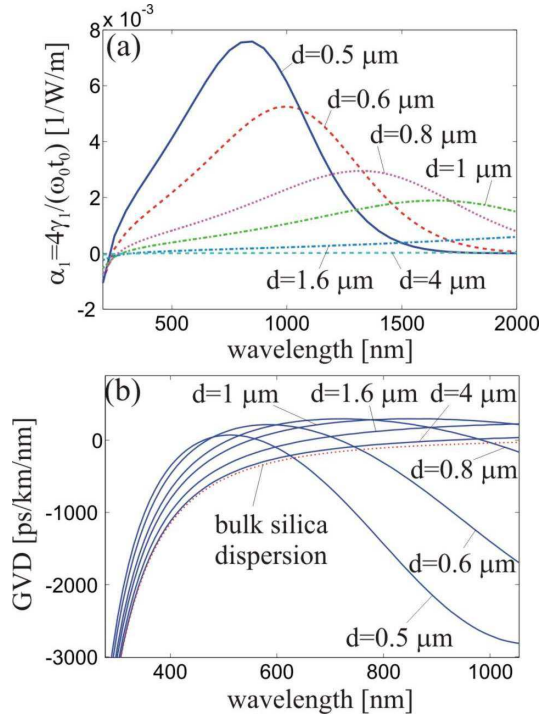 × 10⁻³
(a)
8
6
4
2
0
-2
α₁=4γ₁/(ω₀t₀) [1/W/m]
d=0.5 μm
d=0.6 μm
d=0.8 μm
d=1 μm
d=1.6 μm
d=4 μm
500 1000 1500 2000
wavelength [nm]
(b)
d=1 μm d=1.6 μm d=4 μm
0
-1000
-2000
-3000
GVD [ps/km/nm]
d=0.8 μm
bulk silica
dispersion
d=0.6 μm
d=0.5 μm
400 600 800 1000
wavelength [nm]